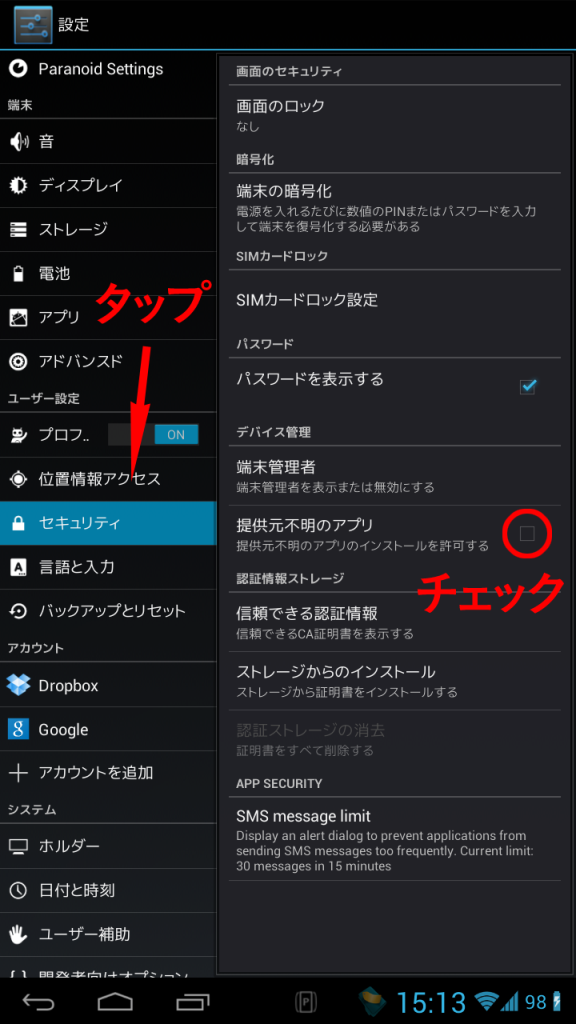 設定
Paranoid Settings
端末
音
ディスプレイ
ストレージ
電池
アプリ
アドバンスド
ユーザー設定
プロフ..
ON
位置情報アクセス
セキュリティ
言語と入力
バックアップとリセット
アカウント
Dropbox
Google
アカウントを追加
システム
ホルダー
日付と時刻
ユーザー補助
開発者向けオプション
タップ
画面のセキュリティ
画面のロック
なし
暗号化
端末の暗号化
電源を入れるたびに数値のPINまたはパスワードを入力
して端末を復号化する必要がある
SIMカードロック
SIMカードロック設定
パスワード
パスワードを表示する
デバイス管理
端末管理者
端末管理者を表示または無効にする
提供元不明のアプリ
提供元不明のアプリのインストールを許可する
チェック
認証情報ストレージ
信頼できる認証情報
信頼できるCA証明書を表示する
ストレージからのインストール
ストレージから証明書をインストールする
認証ストレージの消去
証明書をすべて削除する
APP SECURITY
SMS message limit
Display an alert dialog to prevent applications from
sending SMS messages too frequently. Current limit:
30 messages in 15 minutes
P
15:13
98